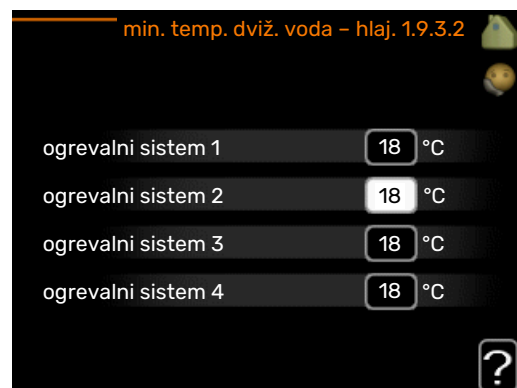 min. temp. dviž. voda – hlaj. 1.9.3.2
ogrevalni sistem 1 18 °C
ogrevalni sistem 2 18 °C
ogrevalni sistem 3 18 °C
ogrevalni sistem 4 18 °C
?